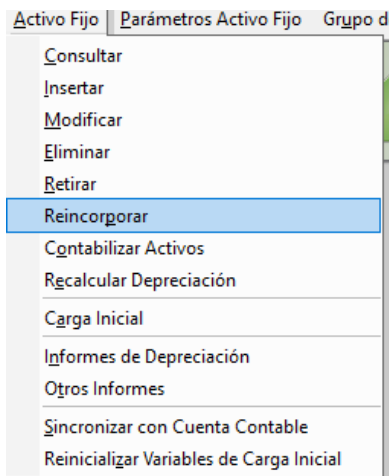 Activo Fijo Parámetros Activo Fijo Grupo d
Consultar
Insertar
Modificar
Eliminar
Retirar
Reincorporar
Contabilizar Activos
Recalcular Depreciación
Carga Inicial
Informes de Depreciación
Otros Informes
Sincronizar con Cuenta Contable
Reinicializar Variables de Carga Inicial